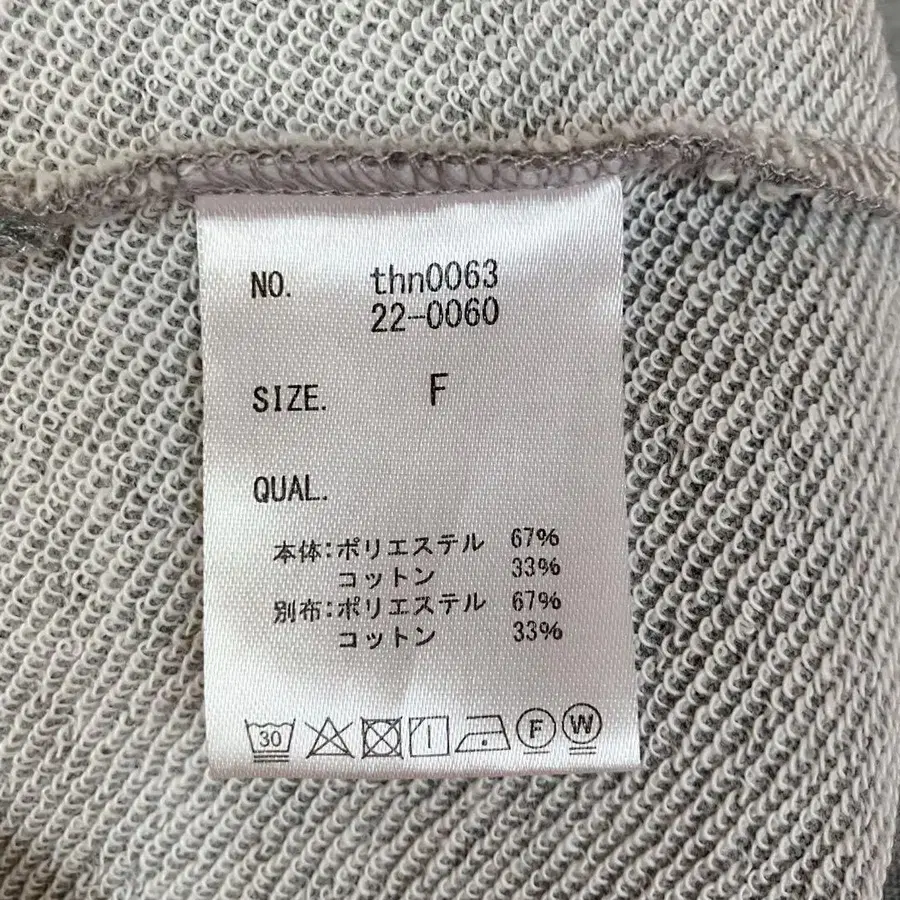 NO. thn0063
22-0060
SIZE. F
QUAL.
本体:ポリエステル 67%
コットン 33%
別布:ポリエステル 67%
コットン 33%
30 F W